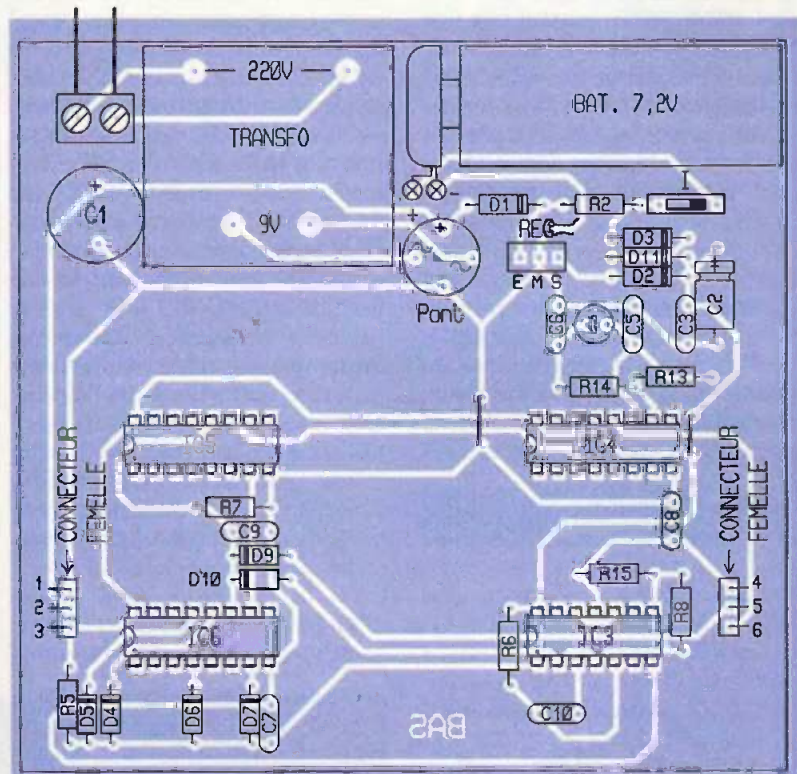 220V
BAT. 7,2V
TRANSFO
C1
+
9V
+
+
-
D1
R2
I
REG
D3
D11
D2
E M S
Pont
C6
C5
C3
C2
+
-
R14
R13
CONNECTEUR
FEMELLE
IC5
IC4
R7
C9
C8
CONNECTEUR
FEMELLE
D9
D10
R15
1
2
3
4
5
6
IC6
R6
IC3
R8
R5
D5
D4
D6
D7
C7
C10
BAS